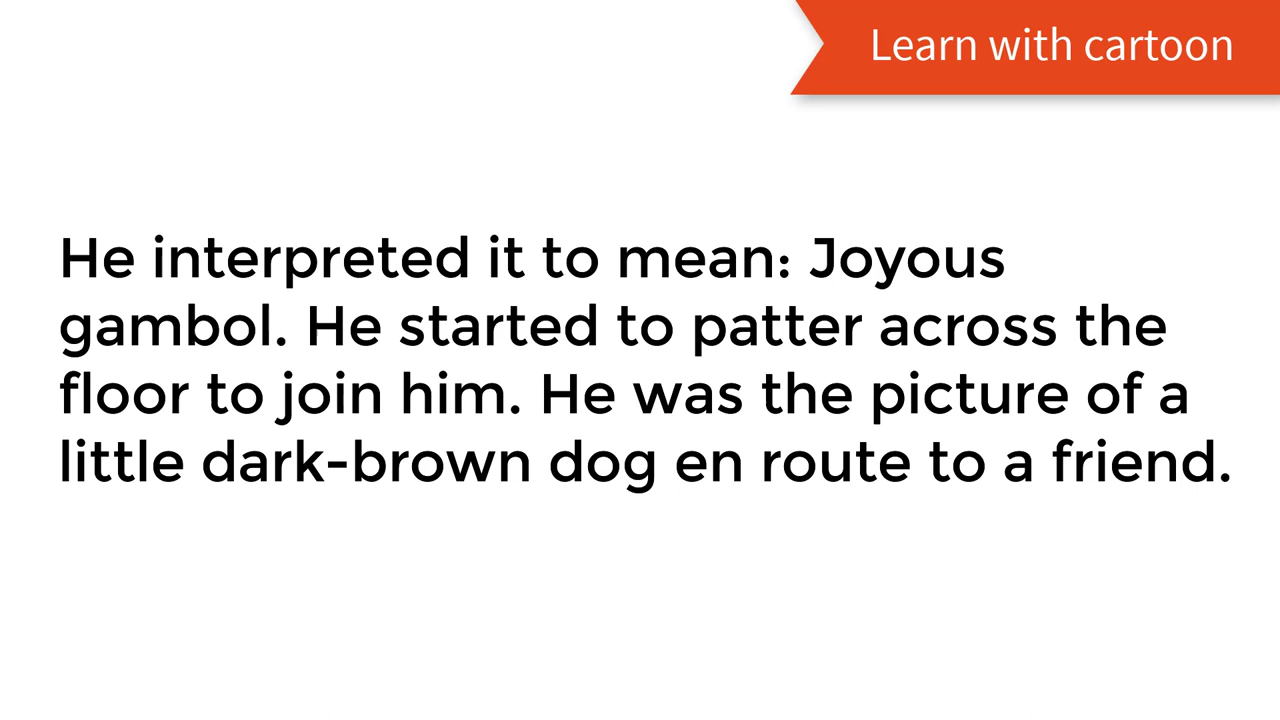 Learn with cartoon
He interpreted it to mean: Joyous
gambol. He started to patter across the
floor to join him. He was the picture of a
little dark-brown dog en route to a friend.